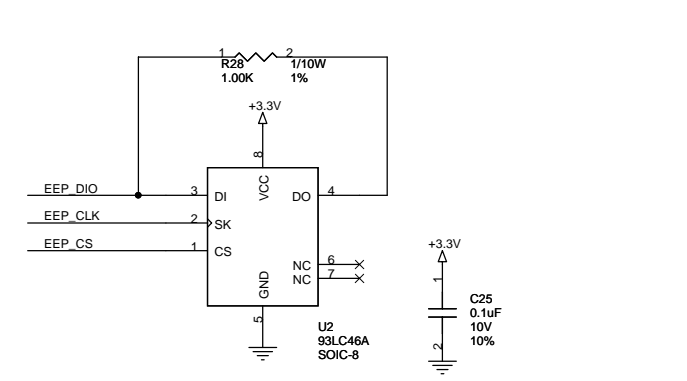 1 2
R28 1/10W
1.00K 1%
+3.3V
8
VCC
EEP_DIO 3 DI DO 4
EEP_CLK 2 SK
EEP_CS 1 CS
NC 6
NC 7
GND
5
U2
93LC46A
SOIC-8
+3.3V
1
C25
0.1uF
10V
10%
2